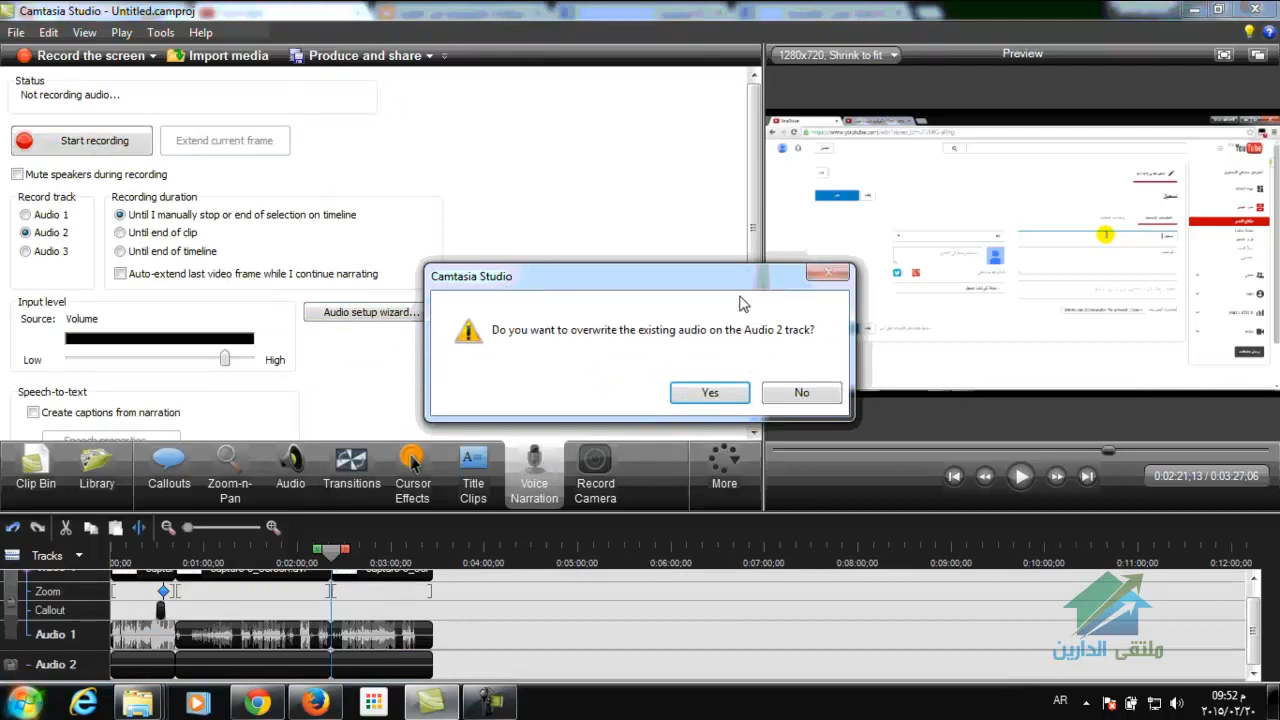 Camtasia Studio - Untitled.camproj
File Edit View Play Tools Help
Record the screen Import media Produce and share
1280x720, Shrink to fit Preview
Status
Not recording audio...
Start recording Extend current frame
Mute speakers during recording
Record track Recording duration
Audio 1 Until I manually stop or end of selection on timeline
Audio 2 Until end of clip
Audio 3 Until end of timeline
Auto-extend last video frame while I continue narrating
Input level
Source: Volume
Audio setup wizard...
Low High
Speech-to-text
Create captions from narration
Camtasia Studio
Do you want to overwrite the existing audio on the Audio 2 track?
Yes No
YouTube
Clip Bin Library Callouts Zoom-n-Pan Audio Transitions Cursor Effects Title Clips Voice Narration Record Camera More
0:02:21;13 / 0:03:27;06
Tracks
00;00 0:01:00;00 0:02:00;00 0:03:00;00 0:04:00;00 0:05:00;00 0:06:00;00 0:07:00;00 0:08:00;00 0:09:00;00 0:10:00;00 0:11:00;00 0:12:00;00
Zoom
Callout
Audio 1
Audio 2
ملتقى الدارين
AR
09:52 م
٢٠١٥/٠٢/٢٠